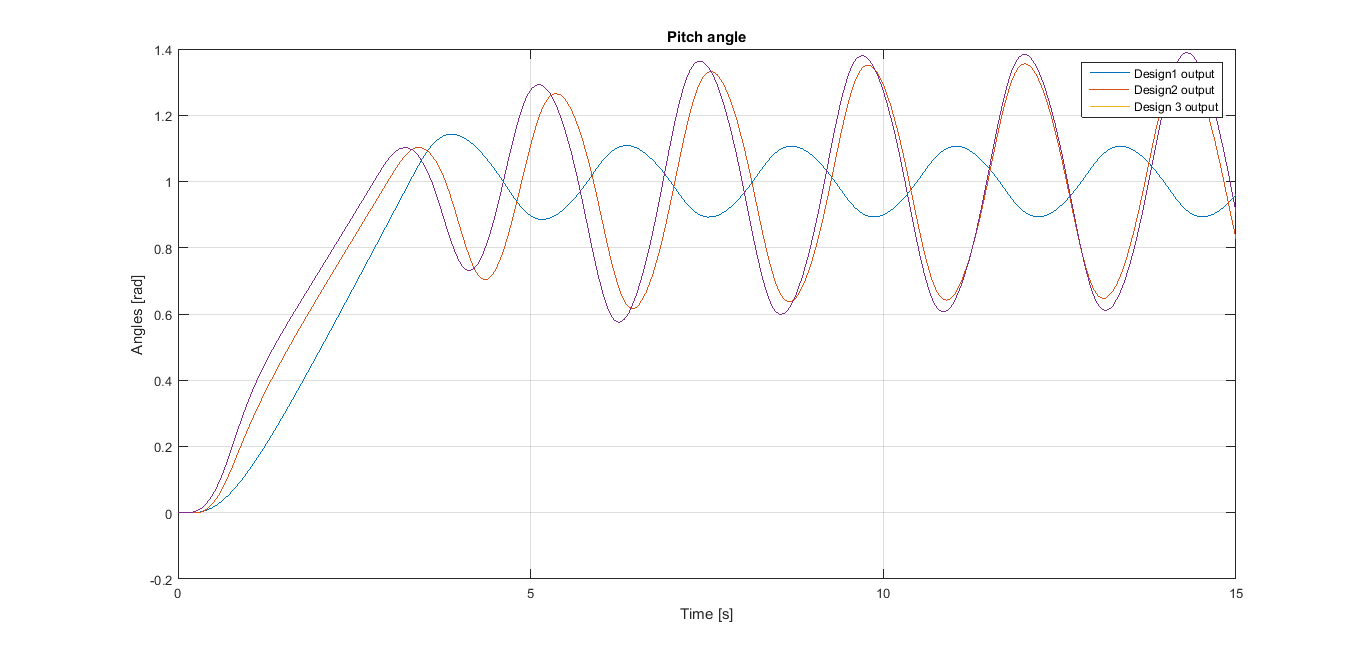 Pitch angle
1.4
1.2
1
0.8
0.6
0.4
0.2
0
-0.2
Angles [rad]
Design1 output
Design2 output
Design 3 output
0 5 10 15
Time [s]